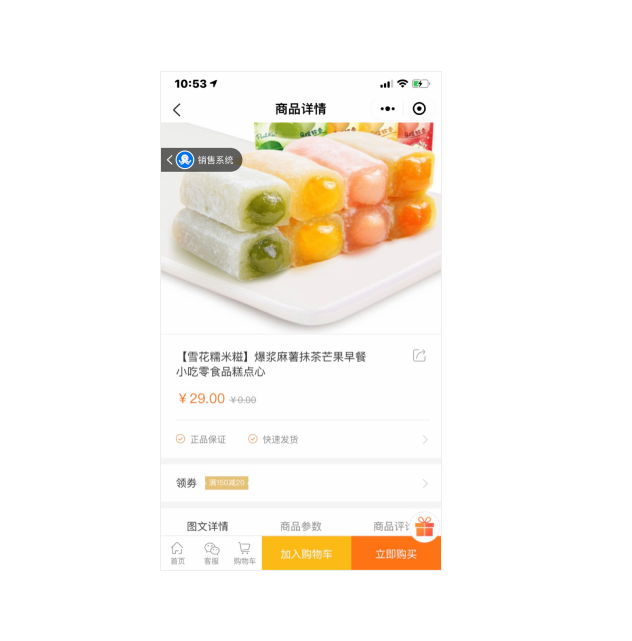 10:53
商品详情
销售系统
【雪花糯米糍】爆浆麻薯抹茶芒果早餐
小吃零食品糕点心
￥29.00 ￥0.00
正品保证 快速发货
领券 满150减20
图文详情 商品参数 商品评
首页 客服 购物车 加入购物车 立即购买